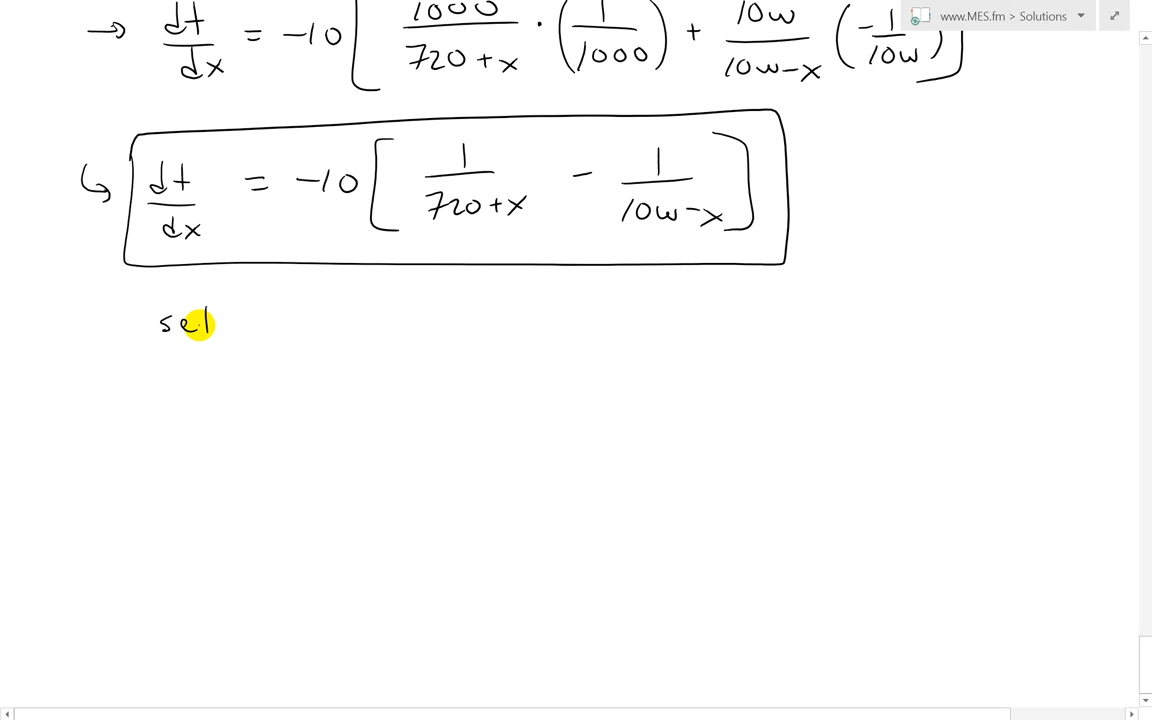 www.MES.fm > Solutions
→ dt/dx = -10[1000/(720+x) · (1/1000) + 10w/(10w-x) (-1/10w)]
↳ dt/dx = -10[1/(720+x) - 1/(10w-x)]
sel